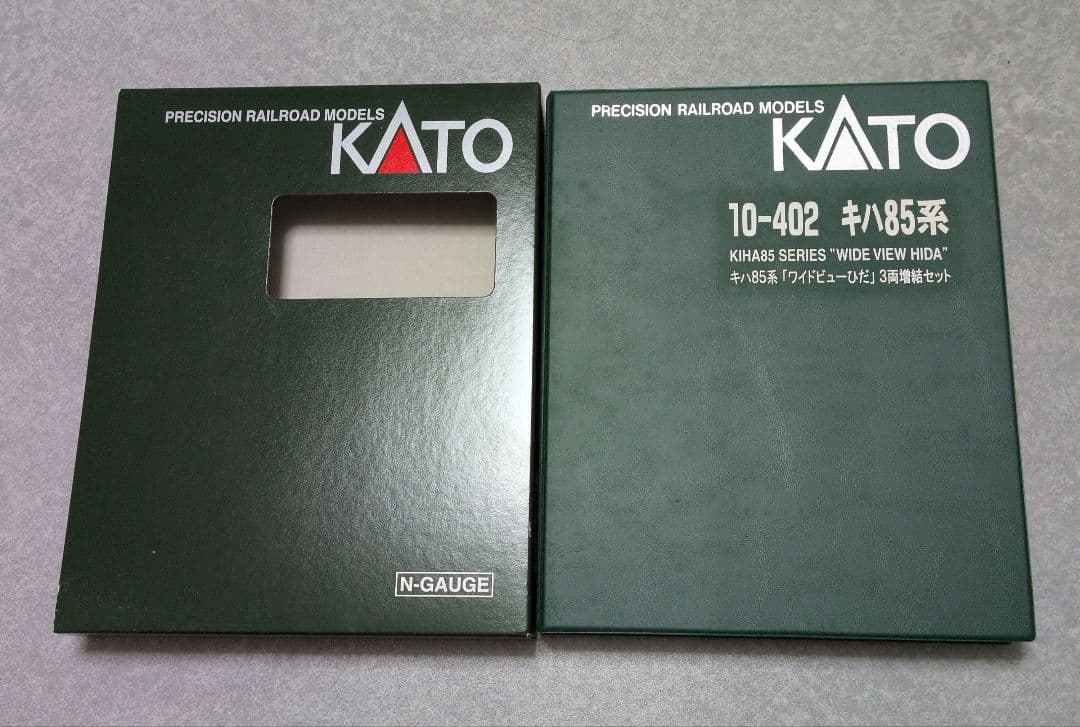 PRECISION RAILROAD MODELS
KATO
N-GAUGE
PRECISION RAILROAD MODELS
KATO
10-402 キハ85系
KIHA85 SERIES "WIDE VIEW HIDA"
キハ85系「ワイドビューひだ」3両増結セット